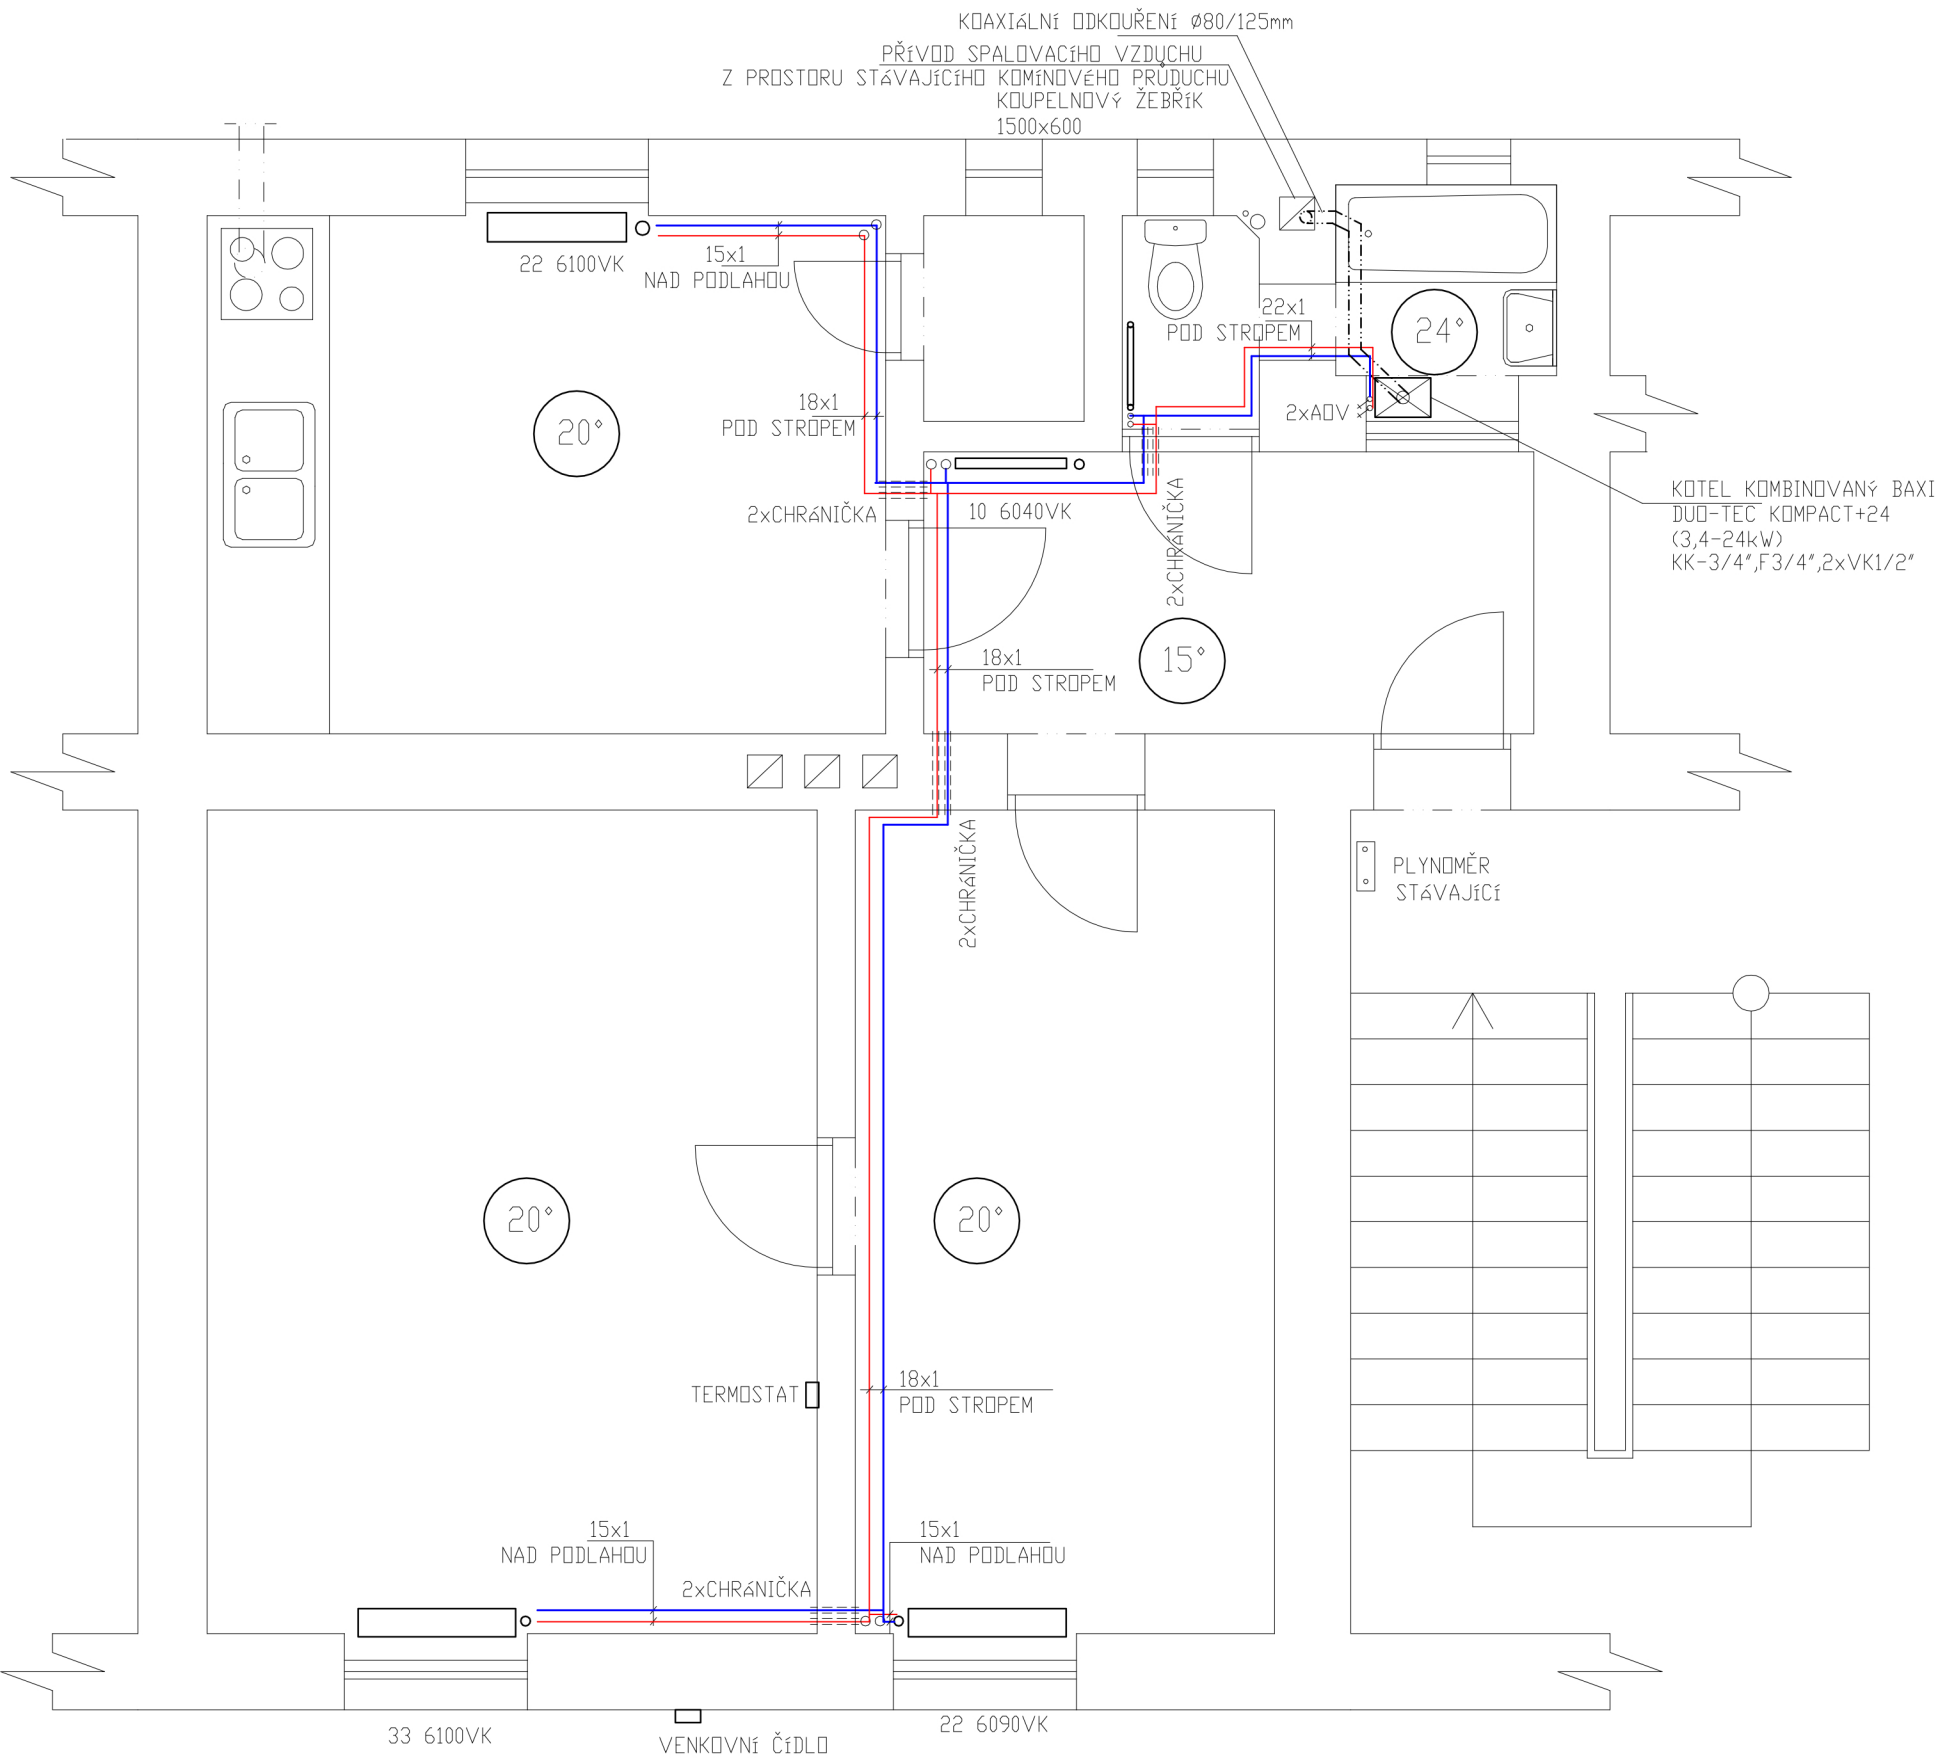 KOAXIáLNí ODKOUŘENí Ø80/125mm
PŘíVOD SPALOVACíHO VZDUCHU
Z PROSTORU STáVAJíCíHO KOMíNOVÉHO PRŮDUCHU
KOUPELNOVý ŽEBŘíK
1500x600
22 6100VK
15x1
NAD PODLAHOU
22x1
POD STROPEM
24°
18x1
POD STROPEM
20°
2xAOV
2xCHRáNIČKA
10 6040VK
2xCHRáNIČKA
KOTEL KOMBINOVANý BAXI
DUO-TEC KOMPACT+24
(3,4-24kW)
KK-3/4",F3/4",2xVK1/2"
15°
18x1
POD STROPEM
2xCHRáNIČKA
PLYNOMĚR
STáVAJíCí
20°
20°
TERMOSTAT
18x1
POD STROPEM
15x1
NAD PODLAHOU
15x1
NAD PODLAHOU
2xCHRáNIČKA
33 6100VK
22 6090VK
VENKOVNí ČíDLO